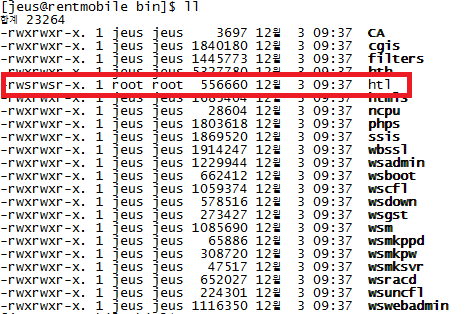 [jeus@rentmobile bin]$ ll
합계 23264
-rwxrwxr-x. 1 jeus jeus 3697 12월 3 09:37 CA
-rwxrwxr-x. 1 jeus jeus 1840180 12월 3 09:37 cgis
-rwxrwxr-x. 1 jeus jeus 1445773 12월 3 09:37 filters
-rwxrwxr-x. 1 jeus jeus 5327780 12월 3 09:37 hth
-rwsrwsr-x. 1 root root 556660 12월 3 09:37 htl
-rwxrwxr-x. 1 jeus jeus 12월 3 09:37 htmls
-rwxrwxr-x. 1 jeus jeus 28604 12월 3 09:37 ncpu
-rwxrwxr-x. 1 jeus jeus 1803618 12월 3 09:37 phps
-rwxrwxr-x. 1 jeus jeus 1869520 12월 3 09:37 ssis
-rwxrwxr-x. 1 jeus jeus 1914247 12월 3 09:37 wbssl
-rwxrwxr-x. 1 jeus jeus 1229944 12월 3 09:37 wsadmin
-rwxrwxr-x. 1 jeus jeus 662412 12월 3 09:37 wsboot
-rwxrwxr-x. 1 jeus jeus 1059374 12월 3 09:37 wscfl
-rwxrwxr-x. 1 jeus jeus 578516 12월 3 09:37 wsdown
-rwxrwxr-x. 1 jeus jeus 273427 12월 3 09:37 wsgst
-rwxrwxr-x. 1 jeus jeus 1085690 12월 3 09:37 wsm
-rwxrwxr-x. 1 jeus jeus 65886 12월 3 09:37 wsmkppd
-rwxrwxr-x. 1 jeus jeus 308720 12월 3 09:37 wsmkpw
-rwxrwxr-x. 1 jeus jeus 47517 12월 3 09:37 wsmksvr
-rwxrwxr-x. 1 jeus jeus 652027 12월 3 09:37 wsracd
-rwxrwxr-x. 1 jeus jeus 224301 12월 3 09:37 wsuncfl
-rwxrwxr-x. 1 jeus jeus 1116350 12월 3 09:37 wswebadmin